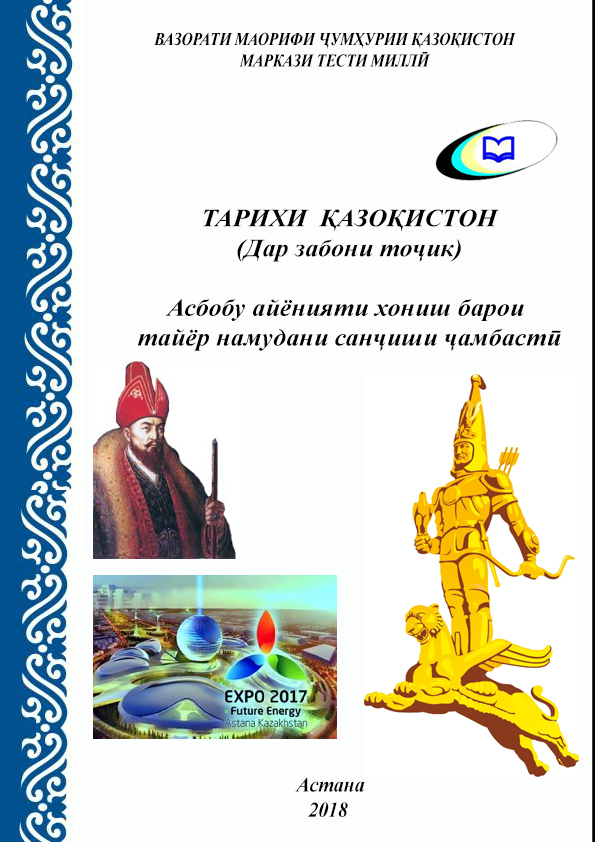 ВАЗОРАТИ МАОРИФИ ҶУМҲУРИИ ҚАЗОҚИСТОН
МАРКАЗИ ТЕСТИ МИЛЛӢ
ТАРИХИ ҚАЗОҚИСТОН
(Дар забони тоҷик)
Асбобу айёнияти хониш барои
тайёр намудани санҷиши ҷамбастӣ
EXPO 2017
Future Energy
Astana Kazakhstan
Астана
2018